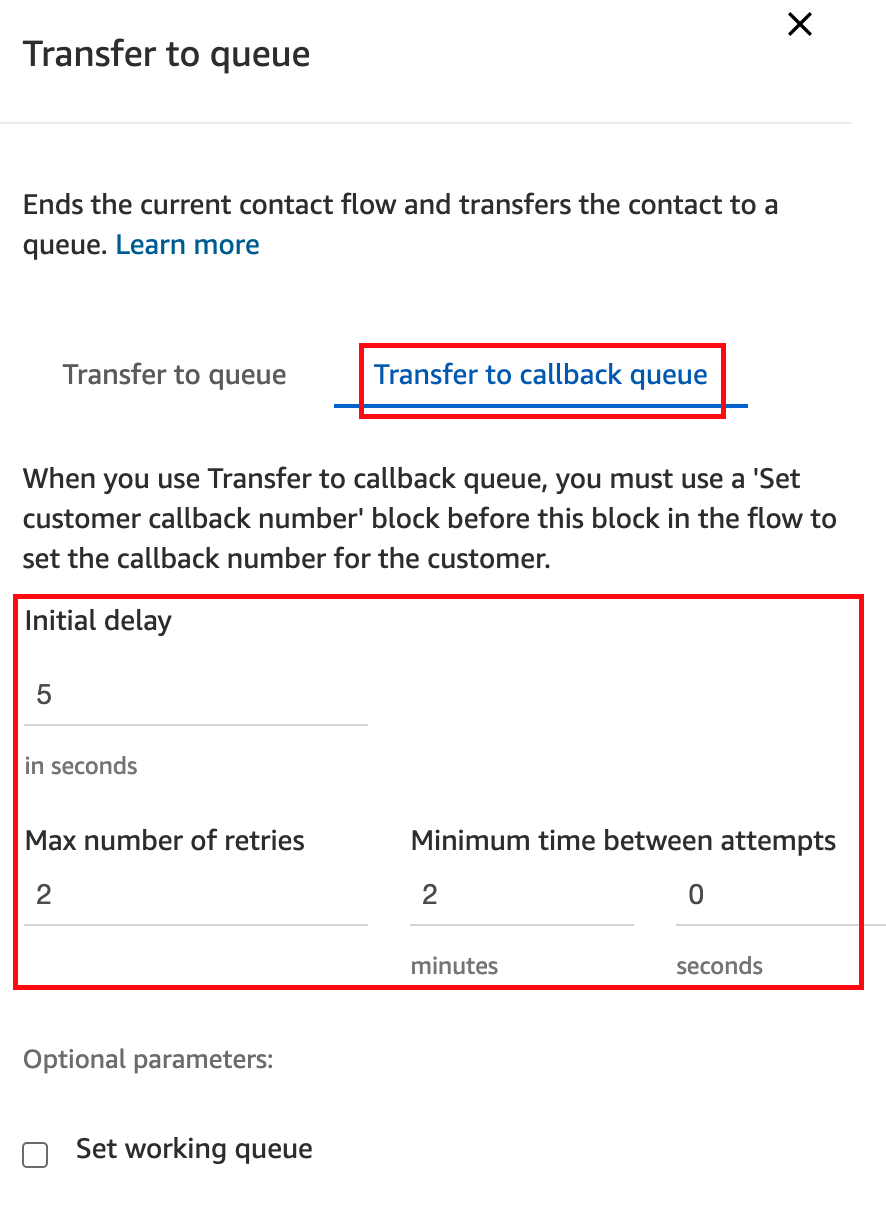 Transfer to queue
Ends the current contact flow and transfers the contact to a
queue. Learn more
Transfer to queue
Transfer to callback queue
When you use Transfer to callback queue, you must use a 'Set
customer callback number' block before this block in the flow to
set the callback number for the customer.
Initial delay
5
in seconds
Max number of retries
Minimum time between attempts
2
2
0
minutes
seconds
Optional parameters:
Set working queue